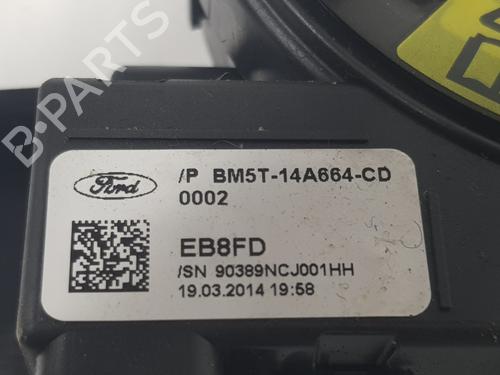 B-PARTS
Ford
/P BM5T-14A664-CD
0002
EB8FD
/SN 90389NCJ001HH
19.03.2014 19:58